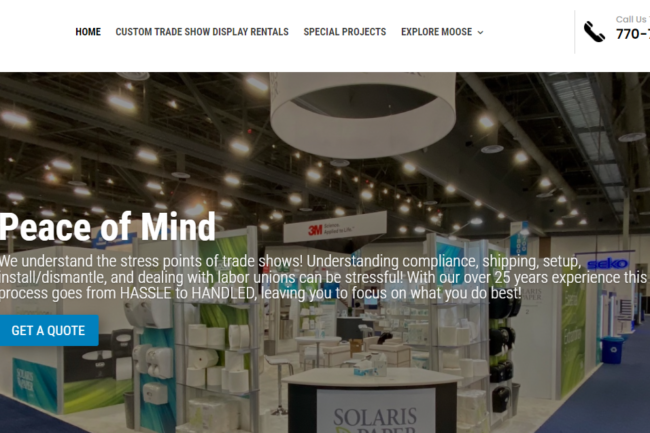 HOME CUSTOM TRADE SHOW DISPLAY RENTALS SPECIAL PROJECTS EXPLORE MOOSE
Call Us
770-
Peace of Mind
We understand the stress points of trade shows! Understanding compliance, shipping, setup,
install/dismantle, and dealing with labor unions can be stressful! With our over 25 years experience this
process goes from HASSLE to HANDLED, leaving you to focus on what you do best!
GET A QUOTE
3M
seko
SOLARIS
PAPER
SOLARIS
PAPER